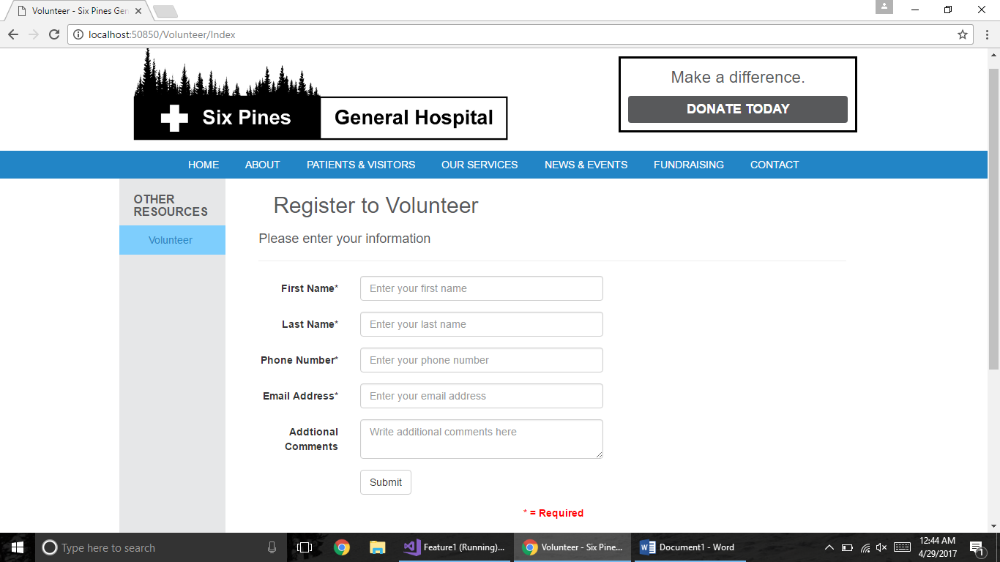 Volunteer - Six Pines Gen
localhost:50850/Volunteer/Index
Six Pines General Hospital
Make a difference.
DONATE TODAY
HOME ABOUT PATIENTS & VISITORS OUR SERVICES NEWS & EVENTS FUNDRAISING CONTACT
OTHER
RESOURCES
Volunteer
Register to Volunteer
Please enter your information
First Name* Enter your first name
Last Name* Enter your last name
Phone Number* Enter your phone number
Email Address* Enter your email address
Addtional
Comments
Write additional comments here
Submit
* = Required
Type here to search
Feature1 (Running)...
Volunteer - Six Pine...
Document1 - Word
12:44 AM
4/29/2017
1